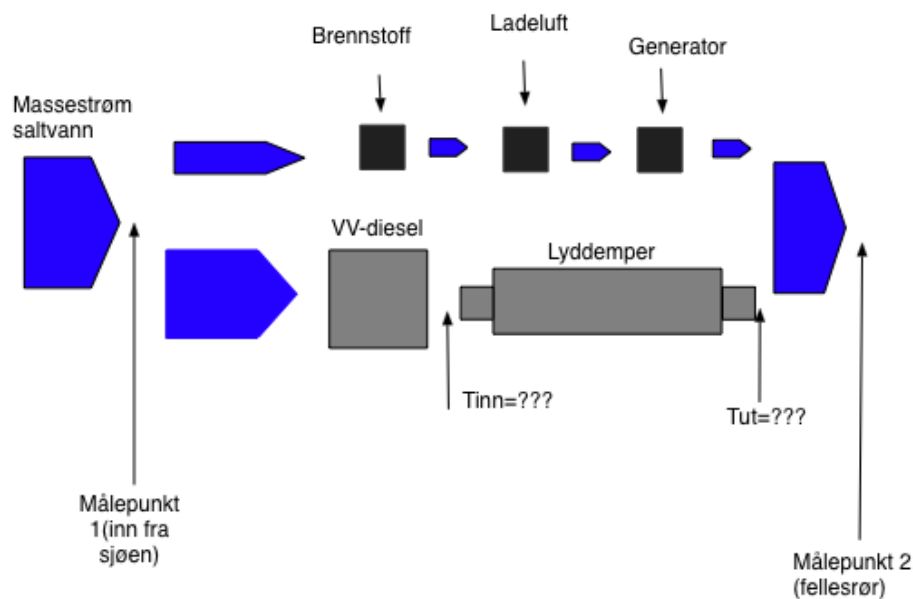 Brennstoff
Ladeluft
Generator
Massestrøm
saltvann
VV-diesel
Lyddemper
Tinn=???
Tut=???
Målepunkt
1(inn fra
sjøen)
Målepunkt 2
(fellesrør)